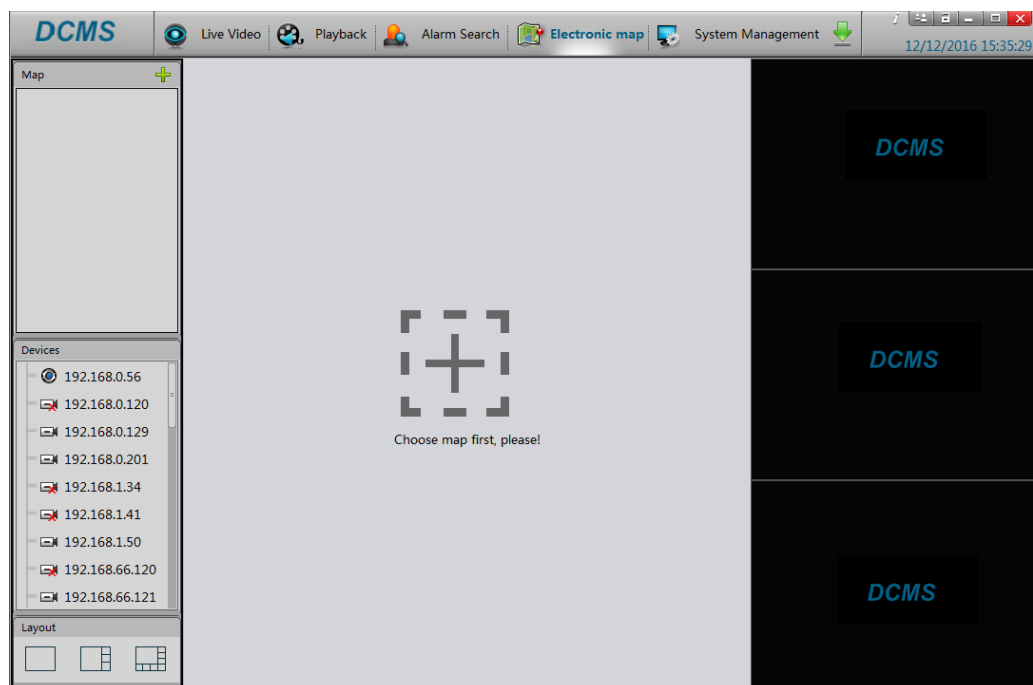 DCMS
Live Video
Playback
Alarm Search
Electronic map
System Management
12/12/2016 15:35:29
Map
Choose map first, please!
Devices
192.168.0.56
192.168.0.120
192.168.0.129
192.168.0.201
192.168.1.34
192.168.1.41
192.168.1.50
192.168.66.120
192.168.66.121
Layout
DCMS
DCMS
DCMS